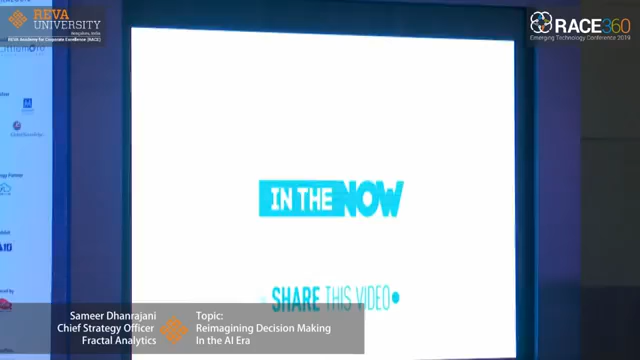 REVA
UNIVERSITY
Bengaluru, India
REVA Academy for Corporate Excellence (RACE)
RACE360
Emerging Technology Conference 2019
IN THE NOW
SHARE THIS VIDEO
Sameer Dhanrajani
Chief Strategy Officer
Fractal Analytics
Topic:
Reimagining Decision Making
In the AI Era